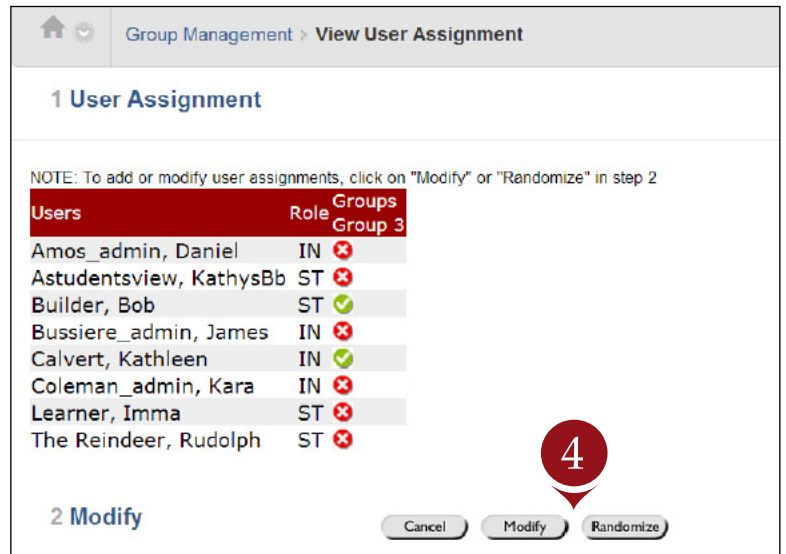 Group Management > View User Assignment
1 User Assignment
NOTE: To add or modify user assignments, click on "Modify" or "Randomize" in step 2
Users Role Groups
Group 3
Amos_admin, Daniel IN
Astudentsview, KathysBb ST
Builder, Bob ST
Bussiere_admin, James IN
Calvert, Kathleen IN
Coleman_admin, Kara IN
Learner, Imma ST
The Reindeer, Rudolph ST
4
2 Modify Cancel Modify Randomize